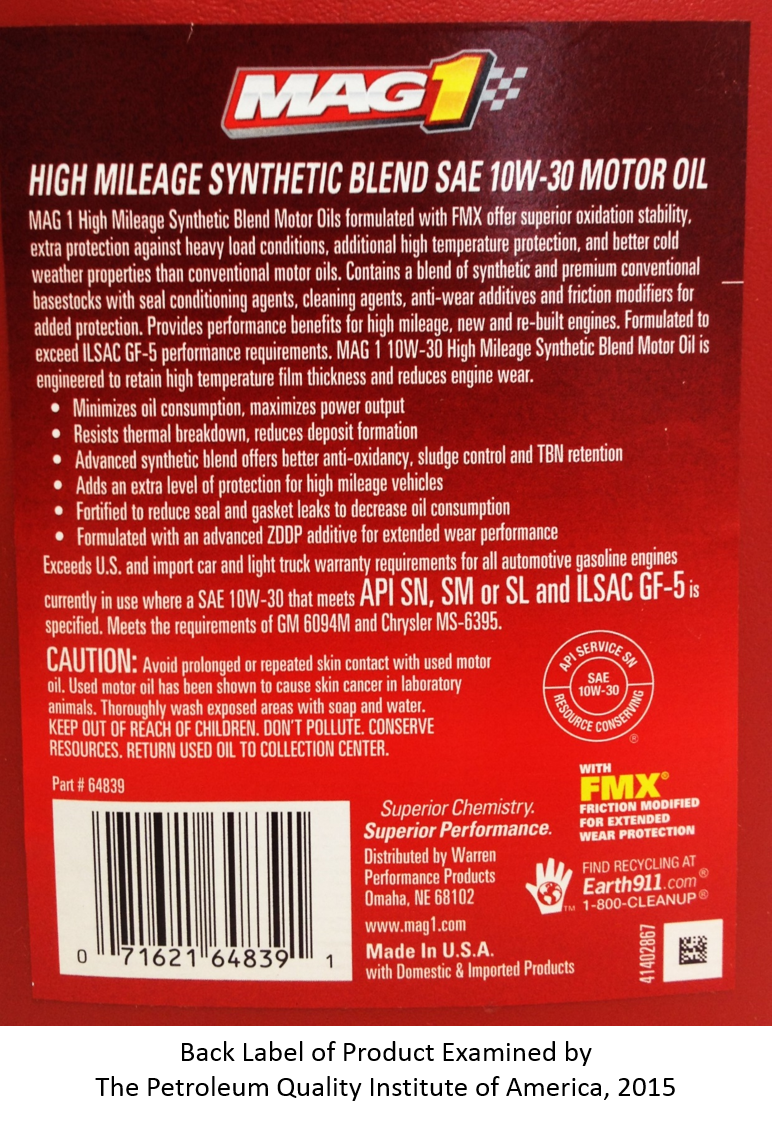 MAG1
HIGH MILEAGE SYNTHETIC BLEND SAE 10W-30 MOTOR OIL
MAG 1 High Mileage Synthetic Blend Motor Oils formulated with FMX offer superior oxidation stability,
extra protection against heavy load conditions, additional high temperature protection, and better cold
weather properties than conventional motor oils. Contains a blend of synthetic and premium conventional
basestocks with seal conditioning agents, cleaning agents, anti-wear additives and friction modifiers for
added protection. Provides performance benefits for high mileage, new and re-built engines. Formulated to
exceed ILSAC GF-5 performance requirements. MAG 1 10W-30 High Mileage Synthetic Blend Motor Oil is
engineered to retain high temperature film thickness and reduces engine wear.
• Minimizes oil consumption, maximizes power output
• Resists thermal breakdown, reduces deposit formation
• Advanced synthetic blend offers better anti-oxidancy, sludge control and TBN retention
• Adds an extra level of protection for high mileage vehicles
• Fortified to reduce seal and gasket leaks to decrease oil consumption
• Formulated with an advanced ZDDP additive for extended wear performance
Exceeds U.S. and import car and light truck warranty requirements for all automotive gasoline engines
currently in use where a SAE 10W-30 that meets API SN, SM or SL and ILSAC GF-5 is
specified. Meets the requirements of GM 6094M and Chrysler MS-6395.
CAUTION: Avoid prolonged or repeated skin contact with used motor
oil. Used motor oil has been shown to cause skin cancer in laboratory
animals. Thoroughly wash exposed areas with soap and water.
KEEP OUT OF REACH OF CHILDREN. DON'T POLLUTE. CONSERVE
RESOURCES. RETURN USED OIL TO COLLECTION CENTER.
API SERVICE SN
SAE
10W-30
RESOURCE CONSERVING
®
Part # 64839
0 71621 64839 1
WITH
FMX®
FRICTION MODIFIED
FOR EXTENDED
WEAR PROTECTION
Superior Chemistry.
Superior Performance.
Distributed by Warren
Performance Products
Omaha, NE 68102
www.mag1.com
Made In U.S.A.
with Domestic & Imported Products
TM
FIND RECYCLING AT
Earth911.com®
1-800-CLEANUP®
41402867
Back Label of Product Examined by
The Petroleum Quality Institute of America, 2015